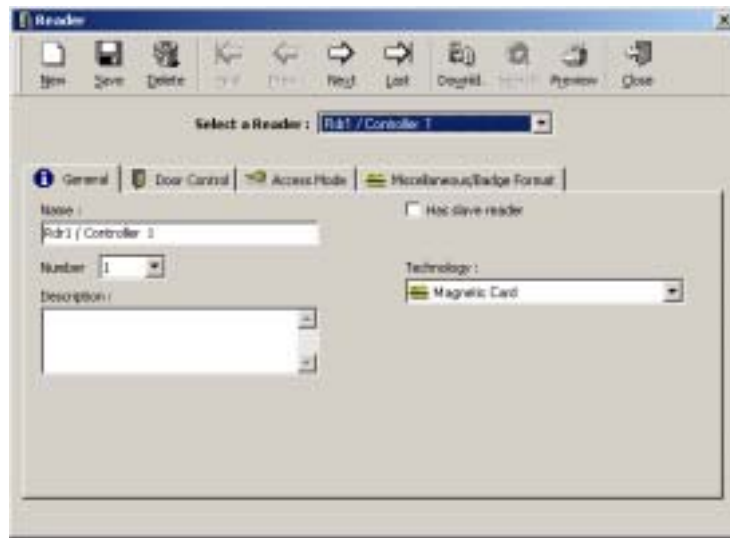 Reader
New Save Delete Next Last Preview Close
Select a Reader : Rdr1 / Controller 1
General Door Control Access Mode Miscellaneous/Badge Format
Name :
Has slave reader
Rdr1 / Controller 1
Number 1
Technology :
Magnetic Card
Description :